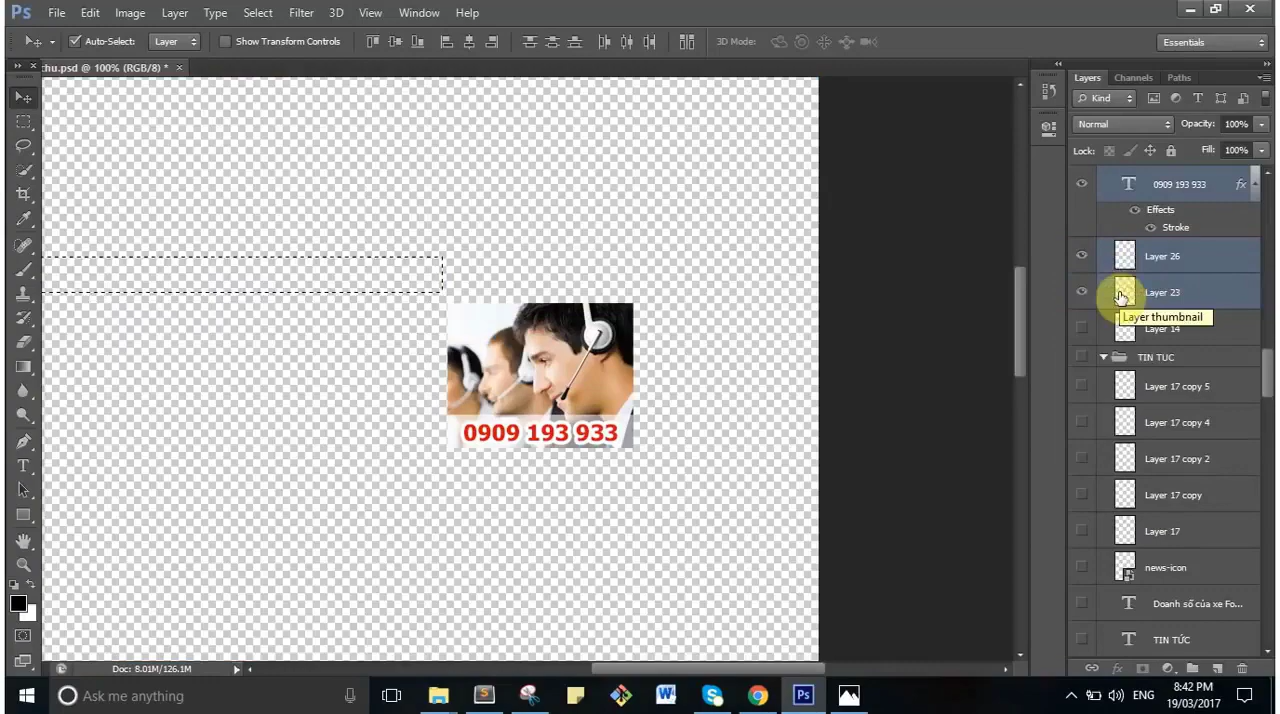 Ps File Edit Image Layer Type Select Filter 3D View Window Help
Auto-Select: Layer Show Transform Controls 3D Mode: Essentials
chu.psd @ 100% (RGB/8) * ×
Layers Channels Paths
Kind
Normal Opacity: 100%
Lock: Fill: 100%
T 0909 193 933 fx
Effects
Stroke
Layer 26
Layer 23
Layer thumbnail
Layer 14
TIN TUC
Layer 17 copy 5
Layer 17 copy 4
0909 193 933
Layer 17 copy 2
Layer 17 copy
Layer 17
news-icon
T Doanh số của xe Fo...
T TIN TỨC
Doc: 8.01M/126.1M
Ask me anything
ENG
8:42 PM
19/03/2017